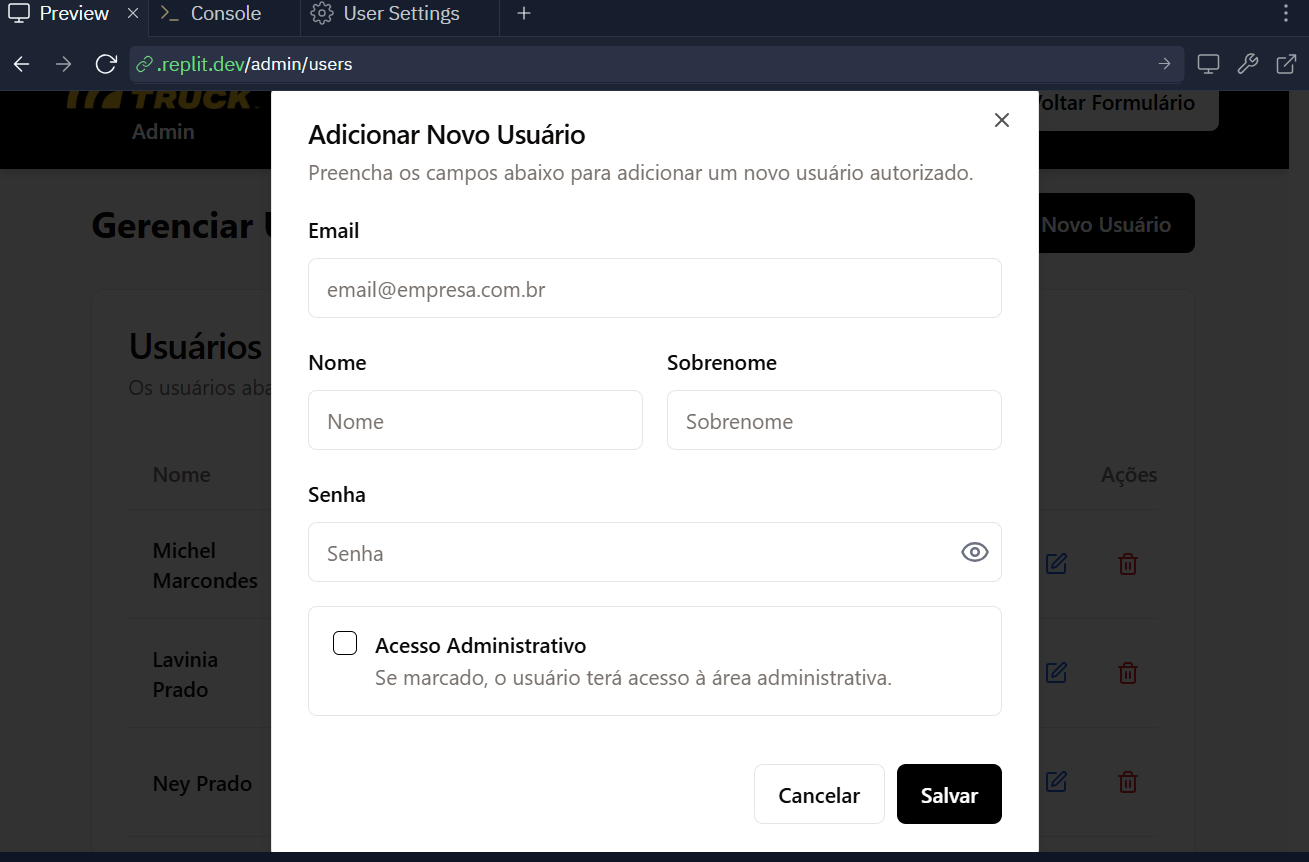 Preview
Console
User Settings
.replit.dev/admin/users
TRUCK
Admin
Voltar Formulário
Gerenciar
Novo Usuário
Usuários
Os usuários
Nome
Ações
Michel
Marcondes
Lavinia
Prado
Ney Prado
Adicionar Novo Usuário
Preencha os campos abaixo para adicionar um novo usuário autorizado.
Email
email@empresa.com.br
Nome
Sobrenome
Nome
Sobrenome
Senha
Senha
Acesso Administrativo
Se marcado, o usuário terá acesso à área administrativa.
Cancelar
Salvar